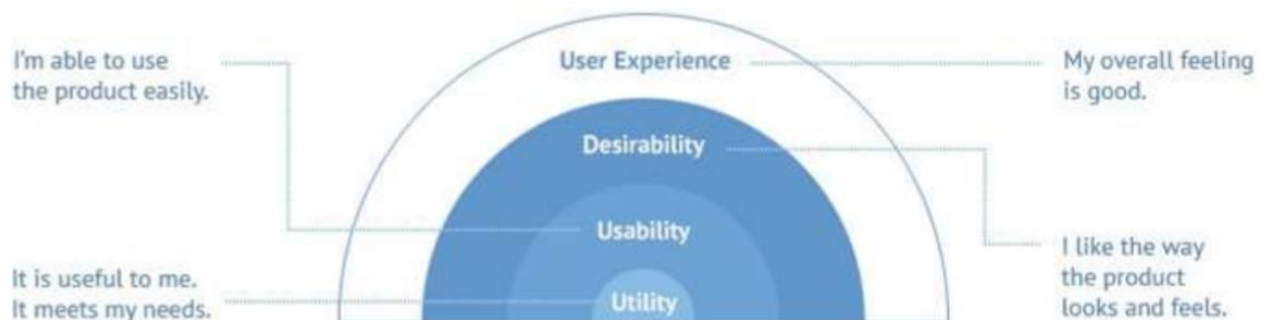 I'm able to use
the product easily.
User Experience
My overall feeling
is good.
Desirability
Usability
I like the way
the product
looks and feels.
It is useful to me.
It meets my needs.
Utility